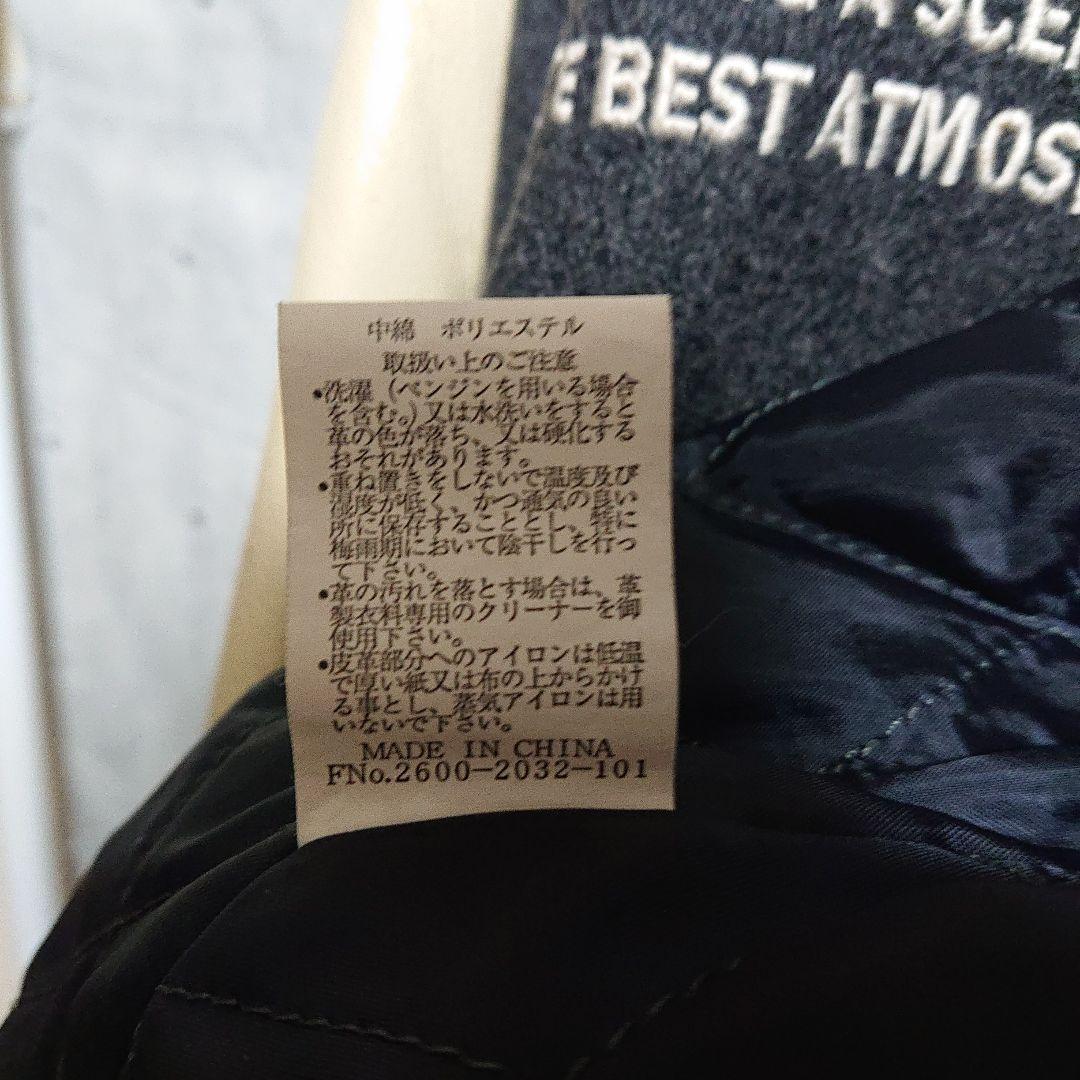 A SCE
E BEST ATMOS
中綿 ポリエステル
取扱い上のご注意
•洗濯(ベンジンを用いる場合
を含む。)又は水洗いをすると
革の色が落ち、又は硬化する
おそれがあります。
•重ね置きをしないで温度及び
湿度が低く、かつ通気の良い
所に保存することとし、特に
梅雨期において陰干しを行っ
て下さい。
•革の汚れを落とす場合は、革
製衣料専用のクリーナーを御
使用下さい。
•皮革部分へのアイロンは低温
で厚い紙又は布の上からかけ
る事とし、蒸気アイロンは用
いないで下さい。
MADE IN CHINA
FNo.2600-2032-101